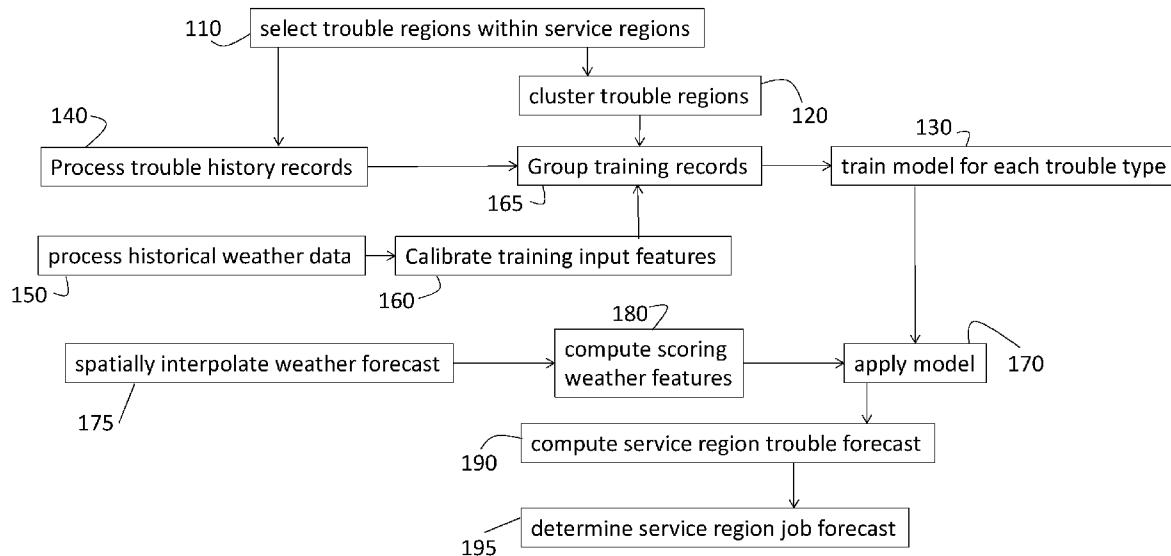 110
select trouble regions within service regions
cluster trouble regions
120
140
130
Process trouble history records
Group training records
train model for each trouble type
165
process historical weather data
Calibrate training input features
150
160
180
spatially interpolate weather forecast
compute scoring
weather features
apply model
170
175
compute service region trouble forecast
190
determine service region job forecast
195